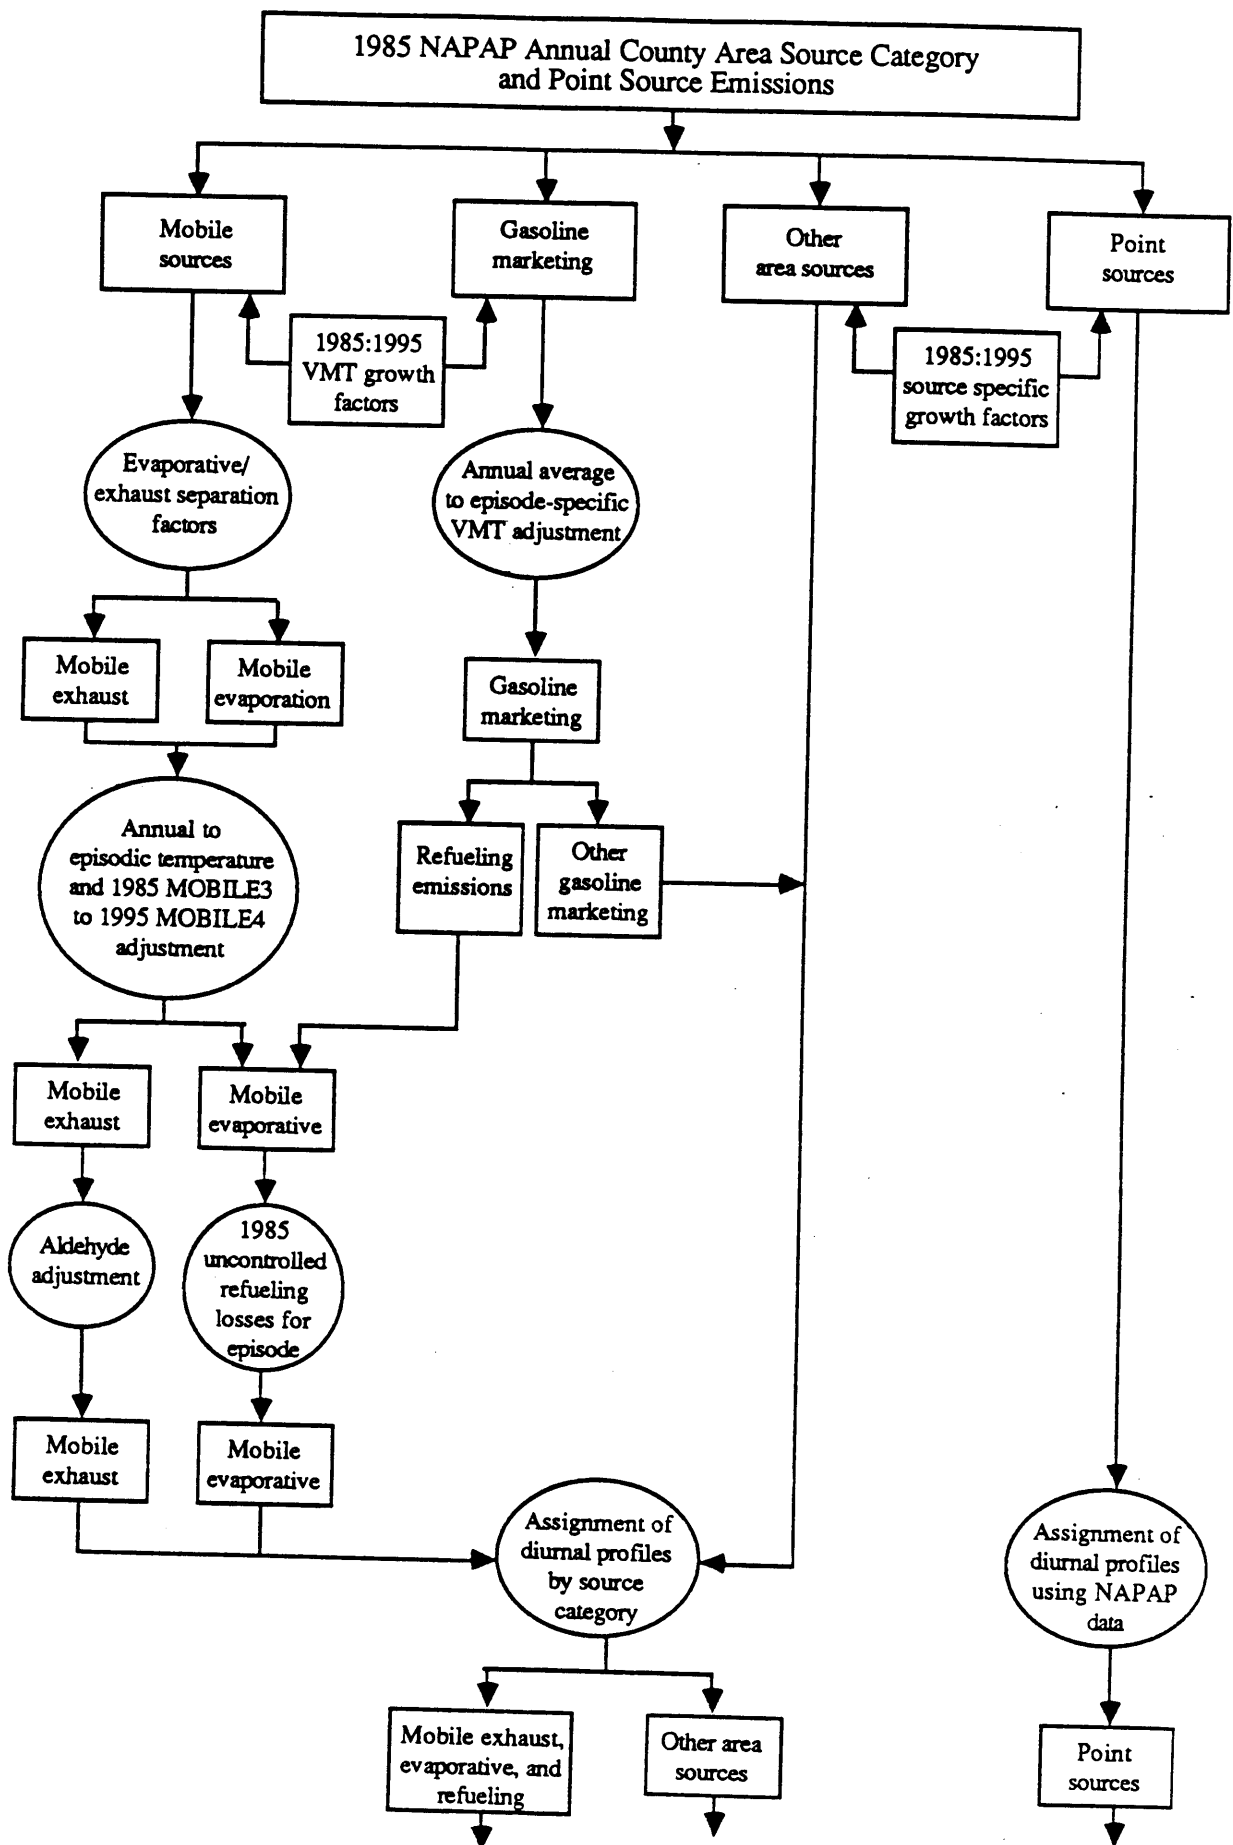 1985 NAPAP Annual County Area Source Category
and Point Source Emissions
Mobile
sources
Gasoline
marketing
Other
area sources
Point
sources
1985:1995
VMT growth
factors
1985:1995
source specific
growth factors
Evaporative/
exhaust separation
factors
Annual average
to episode-specific
VMT adjustment
Mobile
exhaust
Mobile
evaporation
Gasoline
marketing
Annual to
episodic temperature
and 1985 MOBILE3
to 1995 MOBILE4
adjustment
Refueling
emissions
Other
gasoline
marketing
Mobile
exhaust
Mobile
evaporative
Aldehyde
adjustment
1985
uncontrolled
refueling
losses for
episode
Mobile
exhaust
Mobile
evaporative
Assignment of
diurnal profiles
by source
category
Assignment of
diurnal profiles
using NAPAP
data
Mobile exhaust,
evaporative, and
refueling
Other area
sources
Point
sources